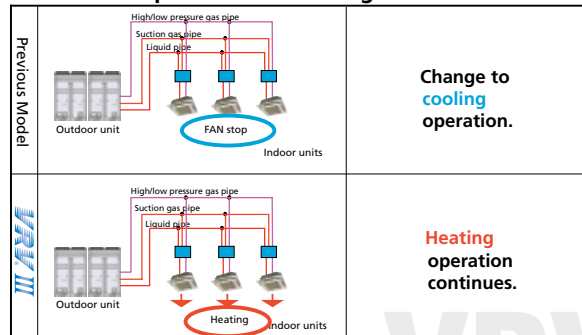 Previous Model
High/low pressure gas pipe
Suction gas pipe
Liquid pipe
Outdoor unit
FAN stop
Indoor units
Change to
cooling
operation.
VRV III
High/low pressure gas pipe
Suction gas pipe
Liquid pipe
Outdoor unit
Heating
Indoor units
Heating
operation
continues.